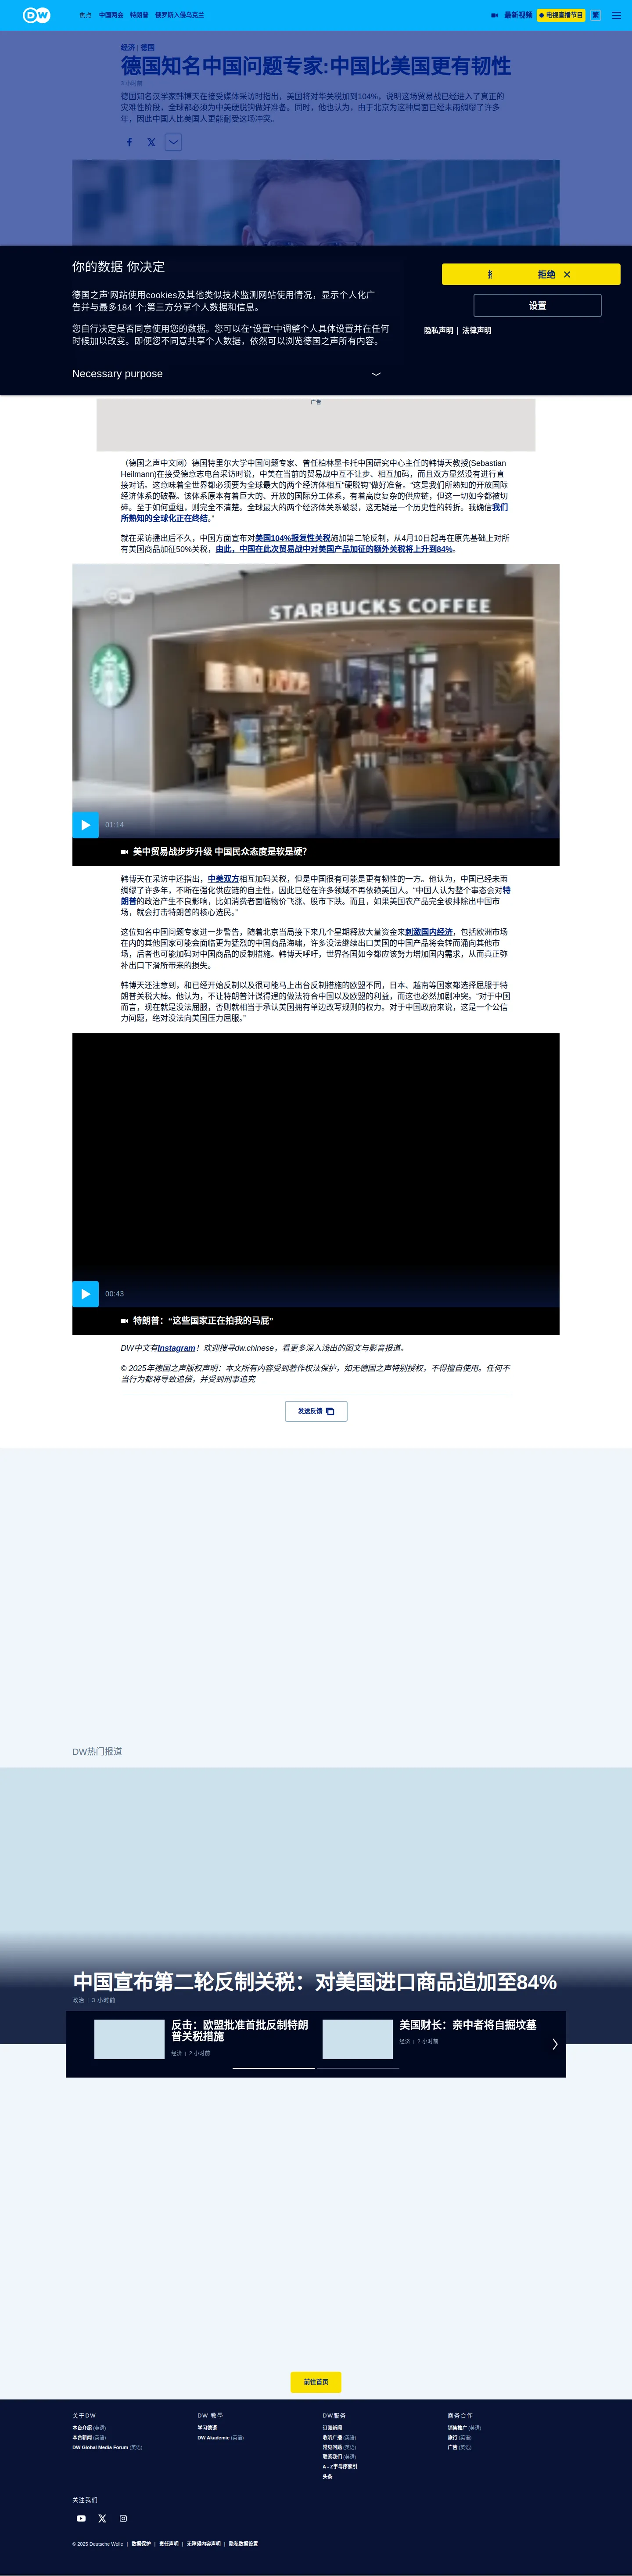 DW
焦点 中国两会 特朗普 俄罗斯入侵乌克兰
最新视频 电视直播节目 繁
经济 | 德国
德国知名中国问题专家:中国比美国更有韧性
3 小时前
德国知名汉学家韩博天在接受媒体采访时指出，美国将对华关税加到104%，说明这场贸易战已经进入了真正的
灾难性阶段，全球都必须为中美硬脱钩做好准备。同时，他也认为，由于北京为这种局面已经未雨绸缪了许多
年，因此中国人比美国人更能耐受这场冲突。
你的数据 你决定
德国之声'网站使用cookies及其他类似技术监测网站使用情况，显示个人化广
告并与最多184 个;第三方分享个人数据和信息。
您自行决定是否同意使用您的数据。您可以在“设置”中调整个人具体设置并在任何
时候加以改变。即便您不同意共享个人数据，依然可以浏览德国之声所有内容。
Necessary purpose
拒绝
设置
隐私声明 | 法律声明
广告
（德国之声中文网）德国特里尔大学中国问题专家、曾任柏林墨卡托中国研究中心主任的韩博天教授(Sebastian
Heilmann)在接受德意志电台采访时说，中美在当前的贸易战中互不让步、相互加码，而且双方显然没有进行直
接对话。这意味着全世界都必须要为全球最大的两个经济体相互”硬脱钩”做好准备。“这是我们所熟知的开放国际
经济体系的破裂。该体系原本有着巨大的、开放的国际分工体系，有着高度复杂的供应链，但这一切如今都被切
碎。至于如何重组，则完全不清楚。全球最大的两个经济体关系破裂，这无疑是一个历史性的转折。我确信我们
所熟知的全球化正在终结。”
就在采访播出后不久，中国方面宣布对美国104%报复性关税施加第二轮反制，从4月10日起再在原先基础上对所
有美国商品加征50%关税，由此，中国在此次贸易战中对美国产品加征的额外关税将上升到84%。
STARBUCKS COFFEE
01:14
美中贸易战步步升级 中国民众态度是软是硬？
韩博天在采访中还指出，中美双方相互加码关税，但是中国很有可能是更有韧性的一方。他认为，中国已经未雨
绸缪了许多年，不断在强化供应链的自主性，因此已经在许多领域不再依赖美国人。“中国人认为整个事态会对特
朗普的政治产生不良影响，比如消费者面临物价飞涨、股市下跌。而且，如果美国农产品完全被排除出中国市
场，就会打击特朗普的核心选民。”
这位知名中国问题专家进一步警告，随着北京当局接下来几个星期释放大量资金来刺激国内经济，包括欧洲市场
在内的其他国家可能会面临更为猛烈的中国商品海啸，许多没法继续出口美国的中国产品将会转而涌向其他市
场，后者也可能加码对中国商品的反制措施。韩博天呼吁，世界各国如今都应该努力增加国内需求，从而真正弥
补出口下滑所带来的损失。
韩博天还注意到，和已经开始反制以及很可能马上出台反制措施的欧盟不同，日本、越南等国家都选择屈服于特
朗普关税大棒。他认为，不让特朗普计谋得逞的做法符合中国以及欧盟的利益，而这也必然加剧冲突。“对于中国
而言，现在就是没法屈服，否则就相当于承认美国拥有单边改写规则的权力。对于中国政府来说，这是一个公信
力问题，绝对没法向美国压力屈服。”
00:43
特朗普：“这些国家正在拍我的马屁”
DW中文有Instagram！欢迎搜寻dw.chinese，看更多深入浅出的图文与影音报道。
© 2025年德国之声版权声明：本文所有内容受到著作权法保护，如无德国之声特别授权，不得擅自使用。任何不
当行为都将导致追偿，并受到刑事追究
发送反馈
DW热门报道
中国宣布第二轮反制关税：对美国进口商品追加至84%
政治 | 3 小时前
反击：欧盟批准首批反制特朗
普关税措施
经济 | 2 小时前
美国财长：亲中者将自掘坟墓
经济 | 2 小时前
前往首页
关于DW
本台介绍 (英语)
本台新闻 (英语)
DW Global Media Forum (英语)
DW 教學
学习德语
DW Akademie (英语)
DW服务
订阅新闻
收听广播 (英语)
常见问题 (英语)
联系我们 (英语)
A - Z字母序索引
头条
商务合作
销售推广 (英语)
旅行 (英语)
广告 (英语)
关注我们
© 2025 Deutsche Welle | 数据保护 | 责任声明 | 无障碍内容声明 | 隐私数据设置